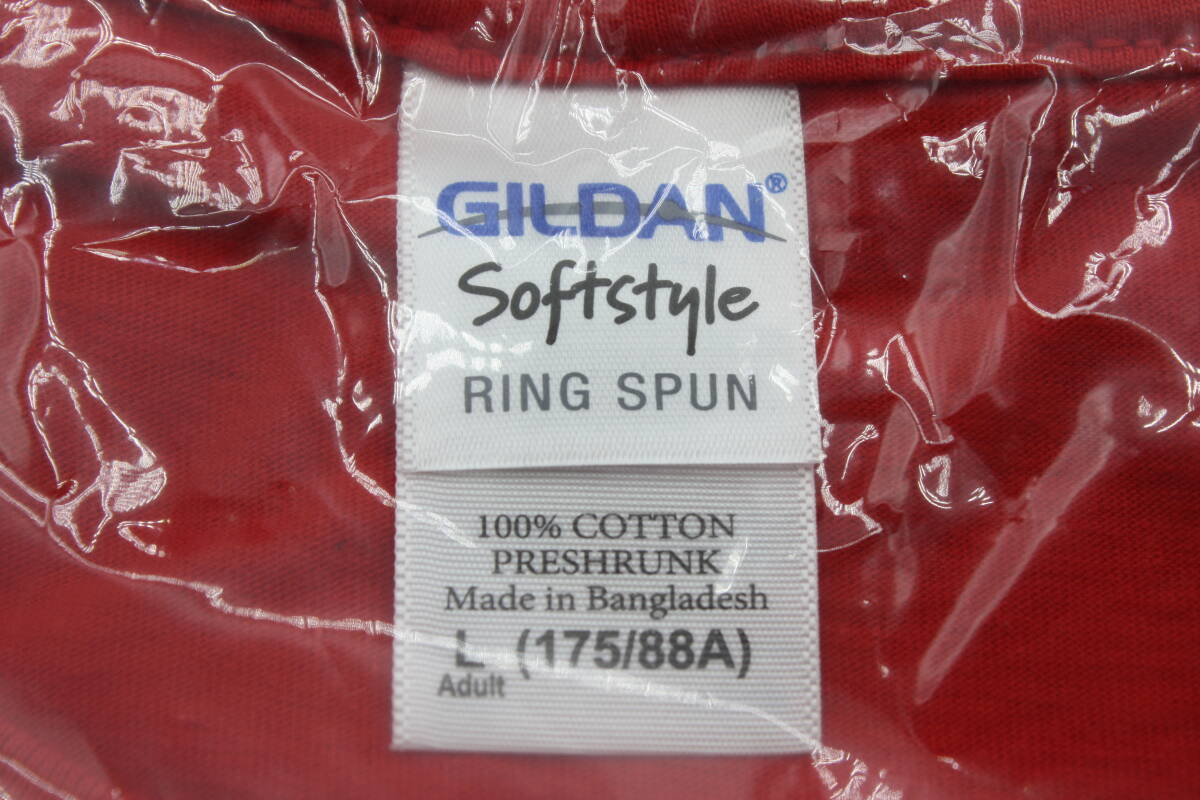 GILDAN®
Softstyle
RING SPUN
100% COTTON
PRESHRUNK
Made in Bangladesh
L (175/88A)
Adult